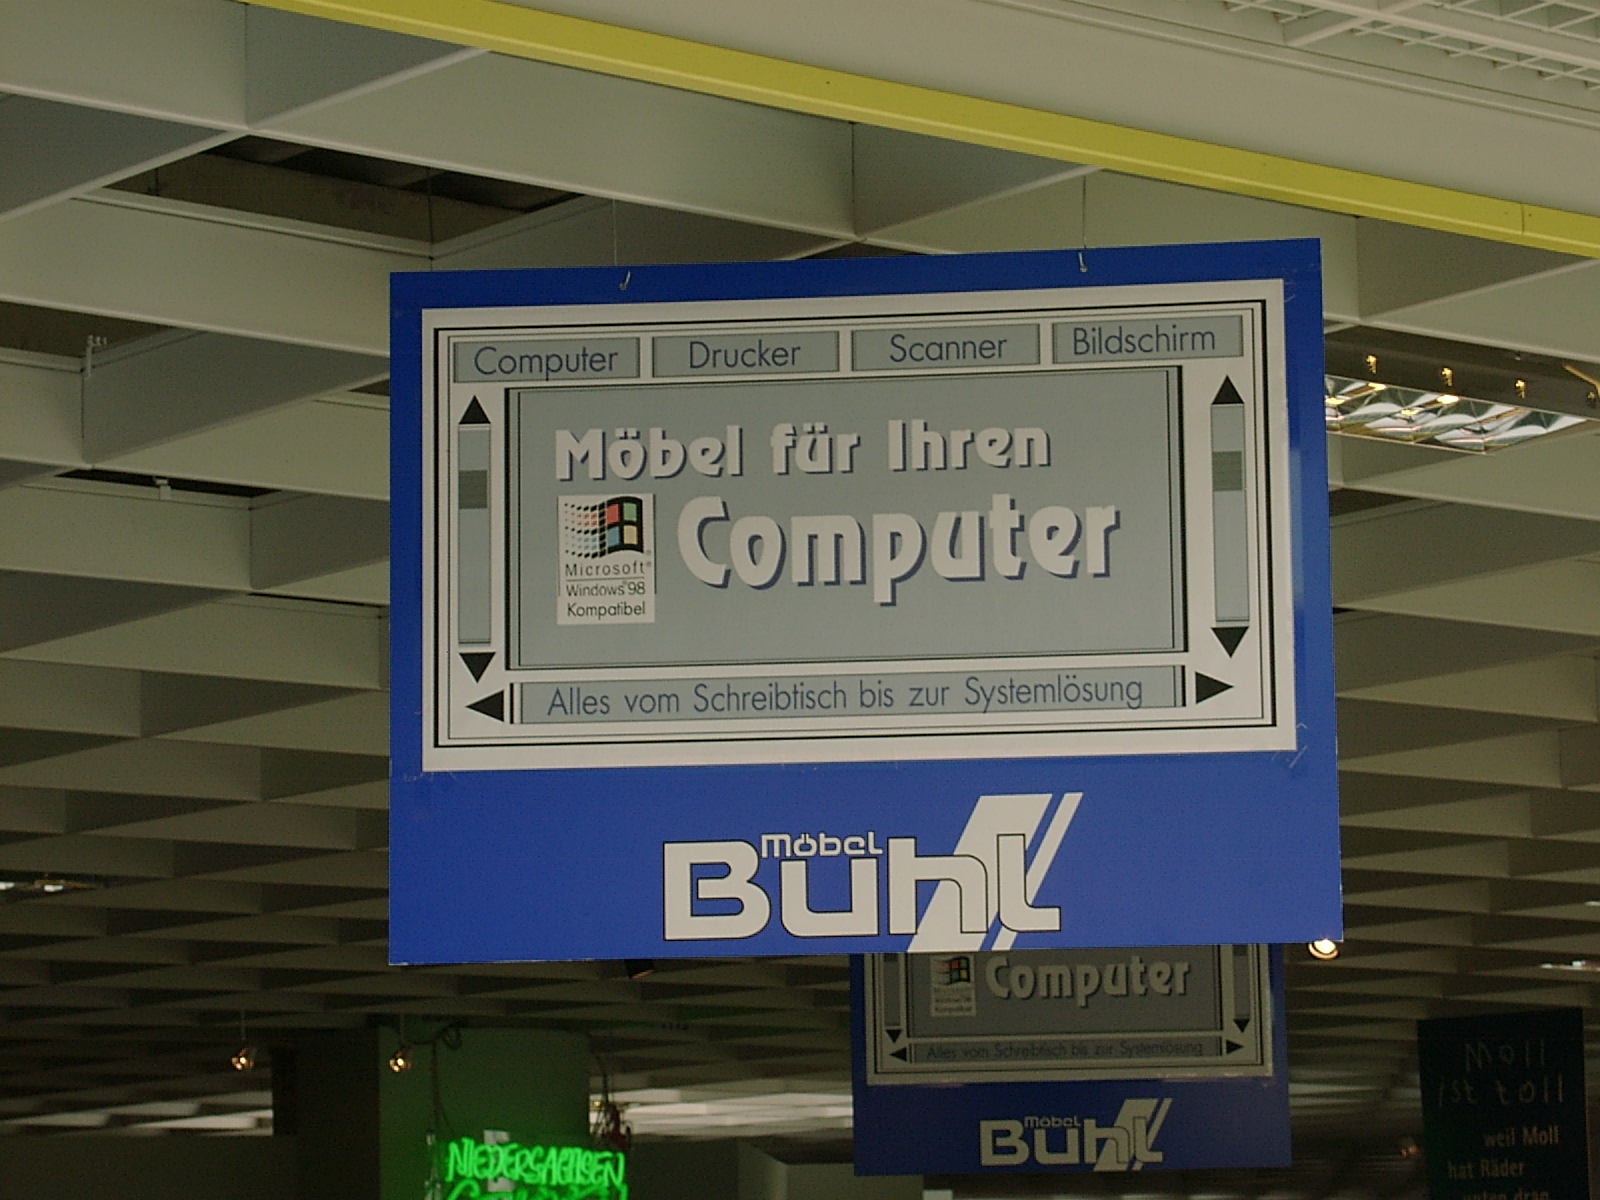 Computer Drucker Scanner Bildschirm
Möbel für Ihren
Computer
Microsoft®
Windows®98
Kompatibel
Alles vom Schreibtisch bis zur Systemlösung
Möbel
Bühl
Computer
Alles vom Schreibtisch bis zur Systemlösung
Möbel
Bühl
NIEDERSACHSEN
Moll
ist toll
weil Moll
hat Räder